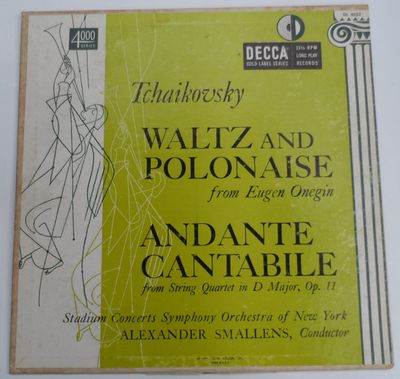 DL 4033
4000
SERIES
DECCA
GOLD LABEL SERIES
33⅓ RPM
LONG PLAY
RECORDS
Tchaikovsky
WALTZ AND
POLONAISE
from Eugen Onegin
ANDANTE
CANTABILE
from String Quartet in D Major, Op. 11
Stadium Concerts Symphony Orchestra of New York
ALEXANDER SMALLENS, Conductor